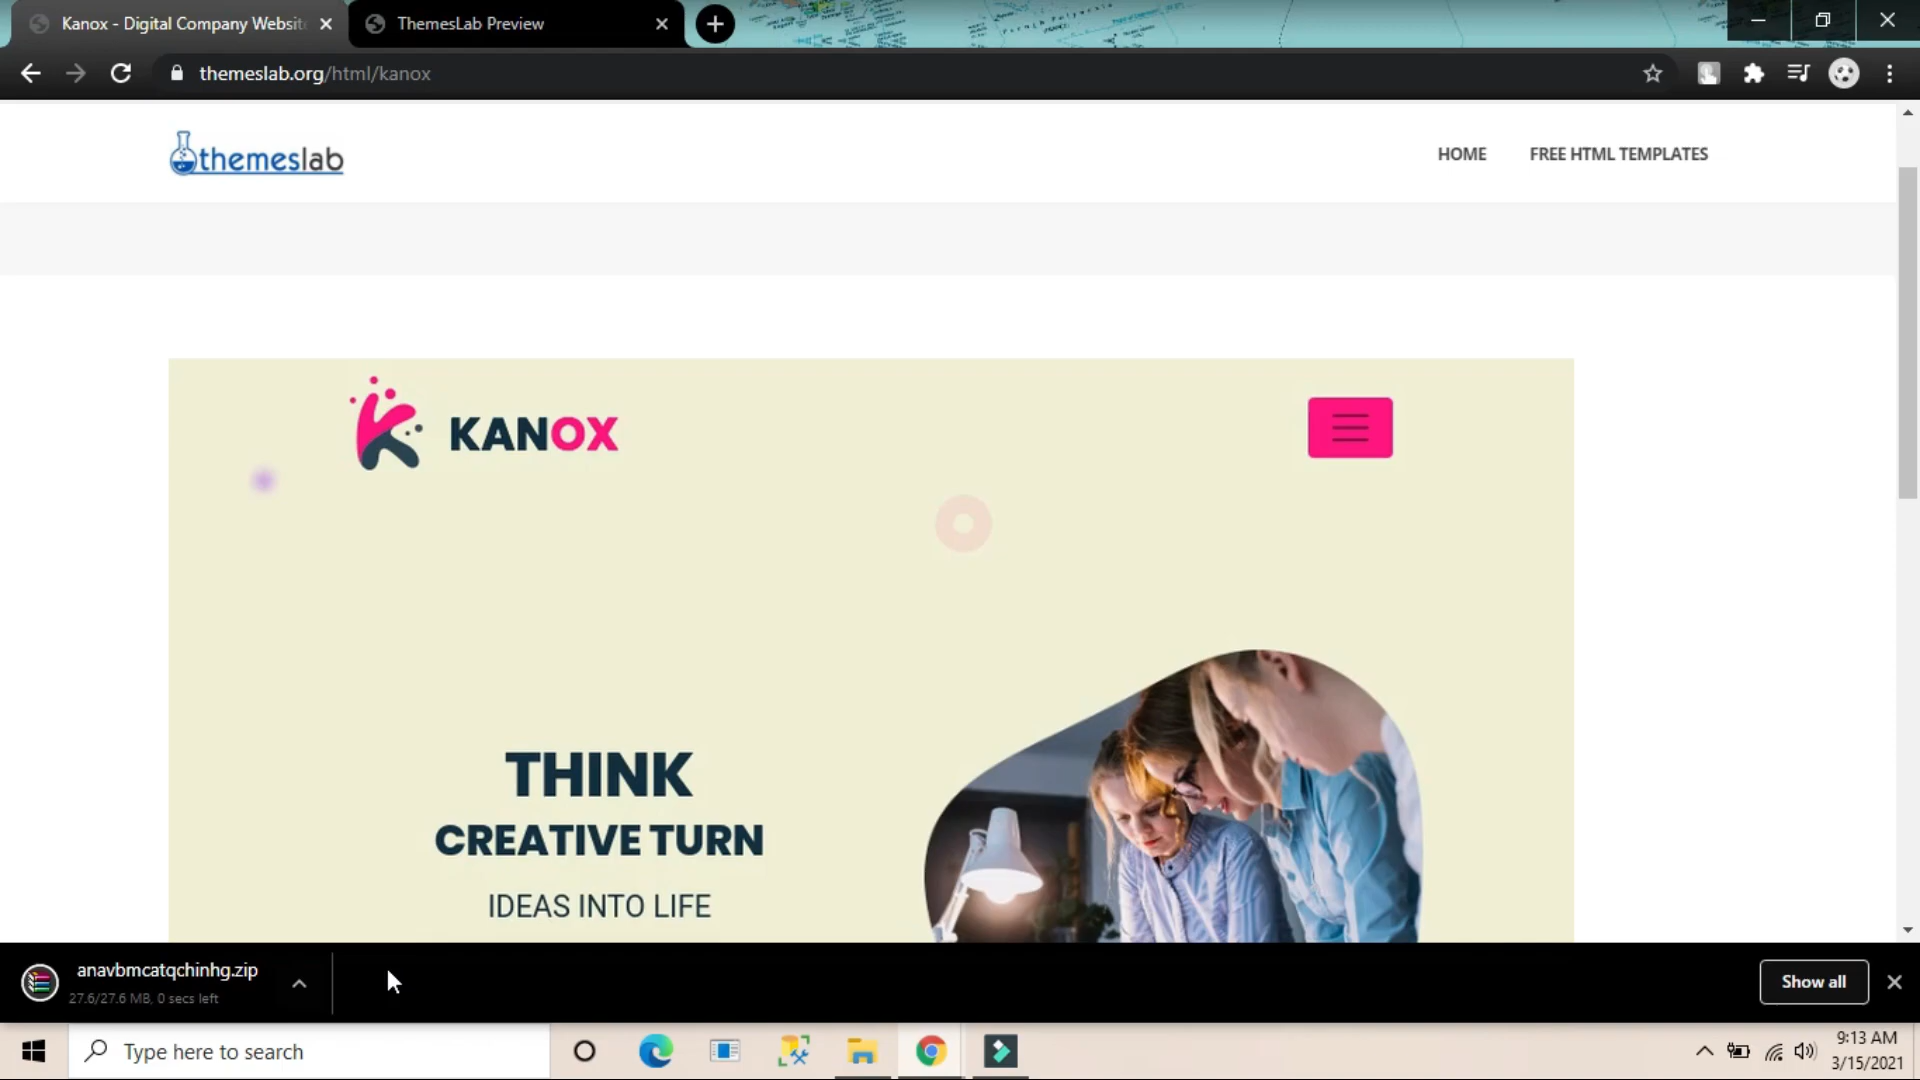 Kanox - Digital Company Websit
ThemesLab Preview
themeslab.org/html/kanox
themeslab
HOME
FREE HTML TEMPLATES
KANOX
THINK
CREATIVE TURN
IDEAS INTO LIFE
anavbmcatqchinhg.zip
27.6/27.6 MB, 0 secs left
Show all
Type here to search
9:13 AM
3/15/2021